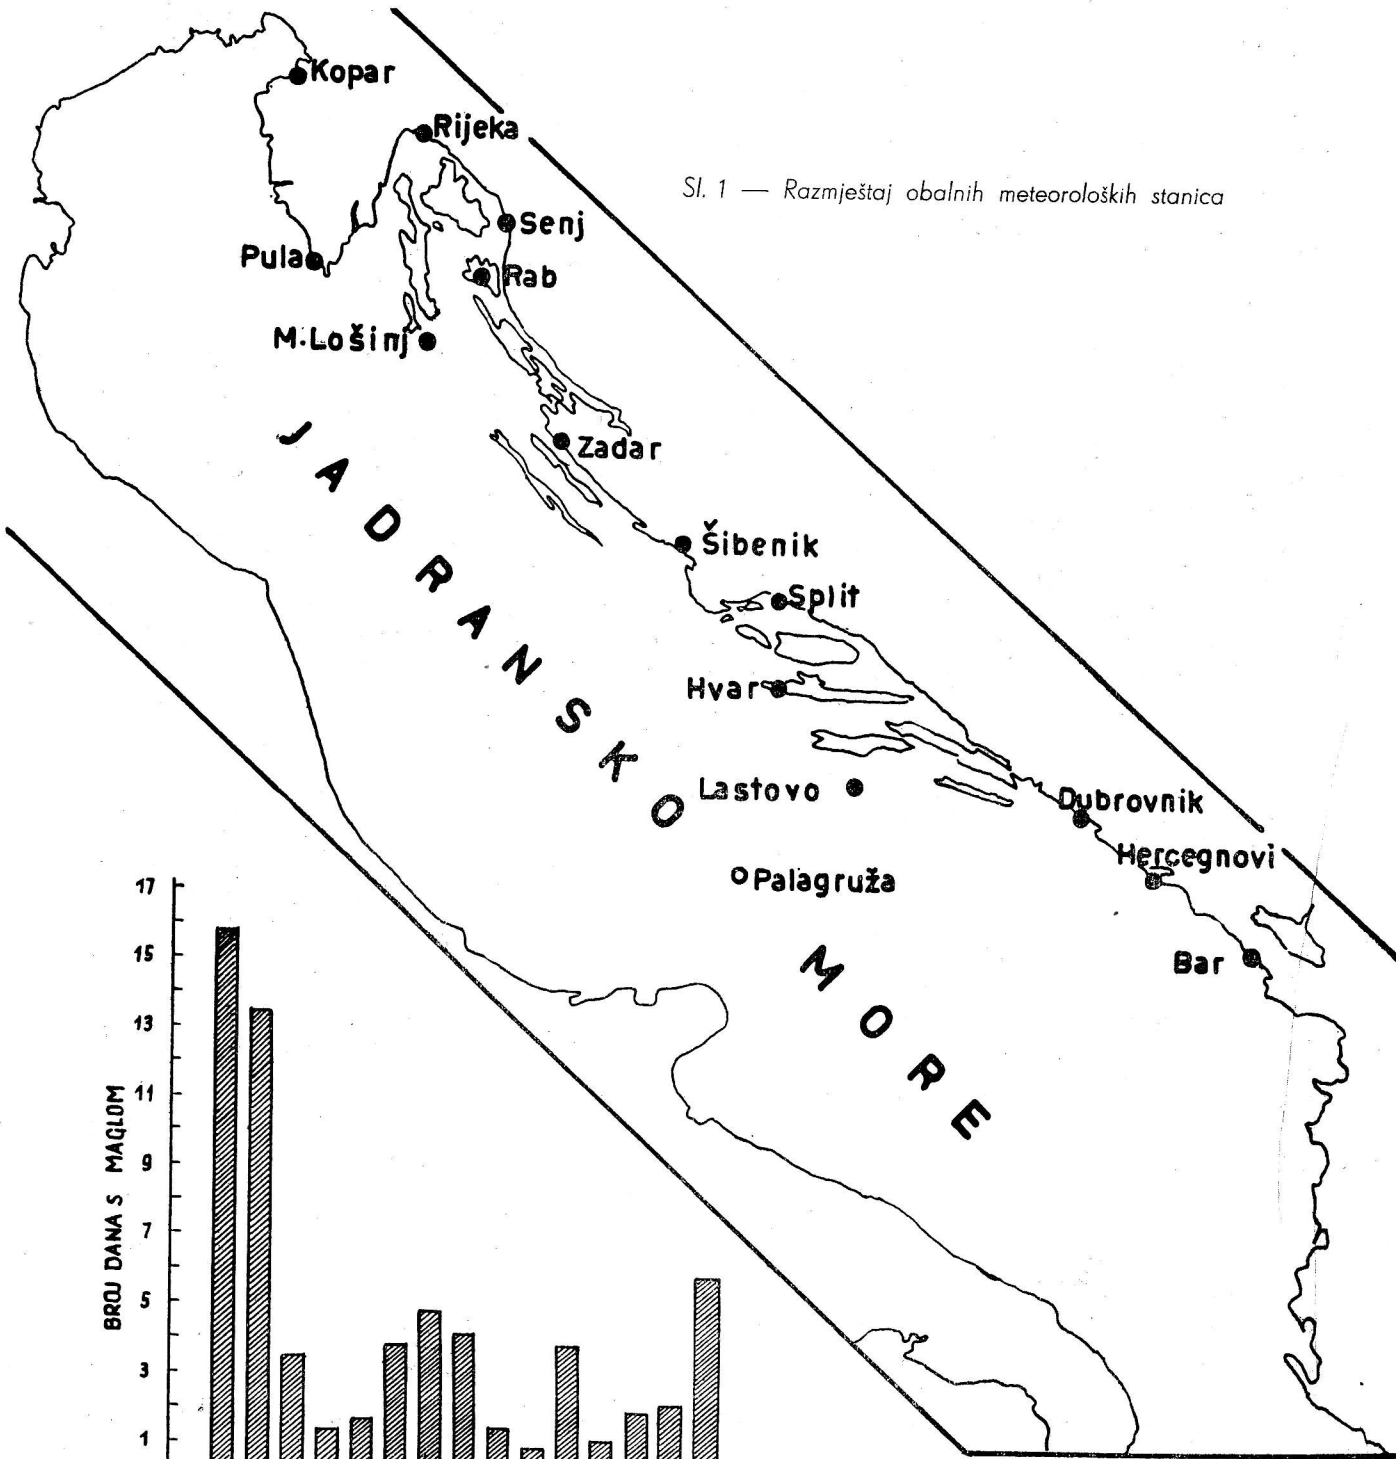 Kopar
Rijeka
Sl. 1 — Razmještaj obalnih meteoroloških stanica
Senj
Pula
Rab
M.Lošinj
Zadar
Šibenik
Split
Hvar
Lastovo
Dubrovnik
Hercegnovi
Palagruža
Bar
JADRANSKO MORE
17
15
13
11
9
7
5
3
1
BROJ DANA S MAGLOM